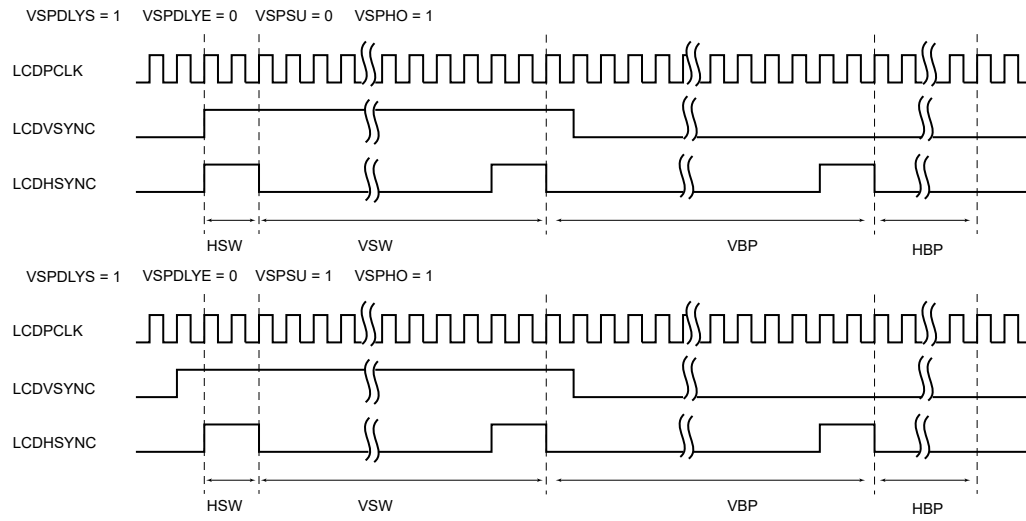 VSPDLYS = 1 VSPDLYE = 0 VSPSU = 0 VSPHO = 1
LCDPCLK
LCDVSYNC
LCDHSYNC
HSW VSW VBP HBP
VSPDLYS = 1 VSPDLYE = 0 VSPSU = 1 VSPHO = 1
LCDPCLK
LCDVSYNC
LCDHSYNC
HSW VSW VBP HBP